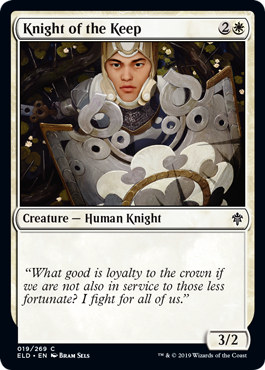 Knight of the Keep 2
Creature — Human Knight
“What good is loyalty to the crown if
we are not also in service to those less
fortunate? I fight for all of us.”
3/2
019/269 C
ELD • EN Bram Sels
™ & © 2019 Wizards of the Coast